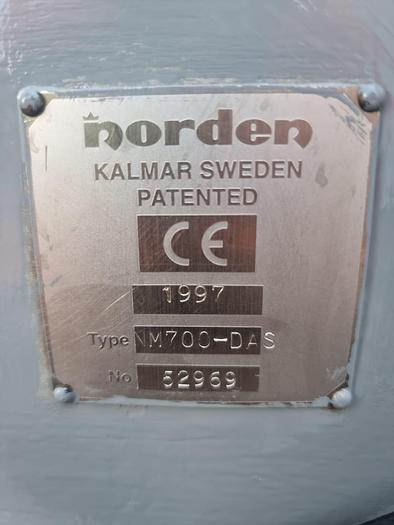 norden
KALMAR SWEDEN
PATENTED
CE
1997
Type NM700-DAS
No 52969